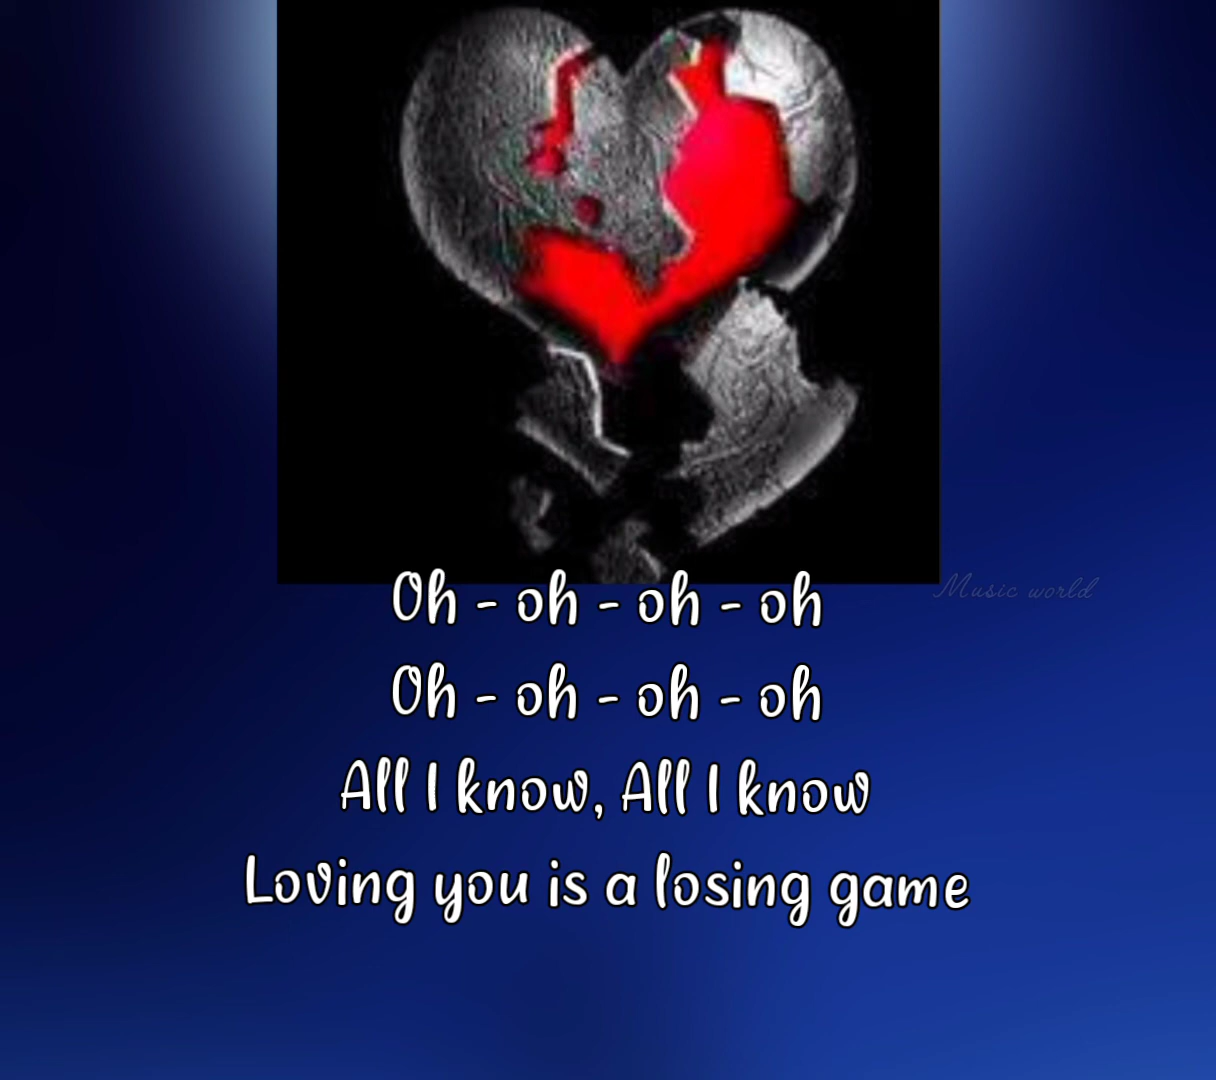 Oh - oh - oh - oh
Music world
Oh - oh - oh - oh
All I know, All I know
Loving you is a losing game